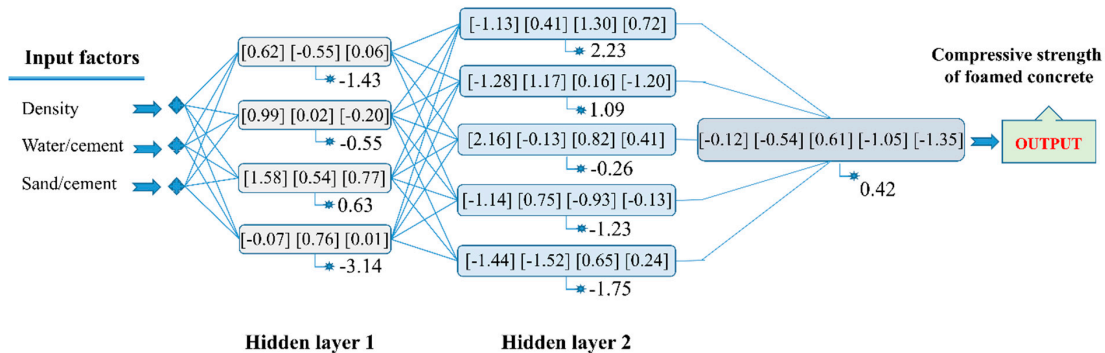 Input factors
Density
Water/cement
Sand/cement
[0.62] [-0.55] [0.06]
-1.43
[0.99] [0.02] [-0.20]
-0.55
[1.58] [0.54] [0.77]
0.63
[-0.07] [0.76] [0.01]
-3.14
Hidden layer 1
[-1.13] [0.41] [1.30] [0.72]
2.23
[-1.28] [1.17] [0.16] [-1.20]
1.09
[2.16] [-0.13] [0.82] [0.41]
-0.26
[-1.14] [0.75] [-0.93] [-0.13]
-1.23
[-1.44] [-1.52] [0.65] [0.24]
-1.75
Hidden layer 2
[-0.12] [-0.54] [0.61] [-1.05] [-1.35]
0.42
Compressive strength
of foamed concrete
OUTPUT